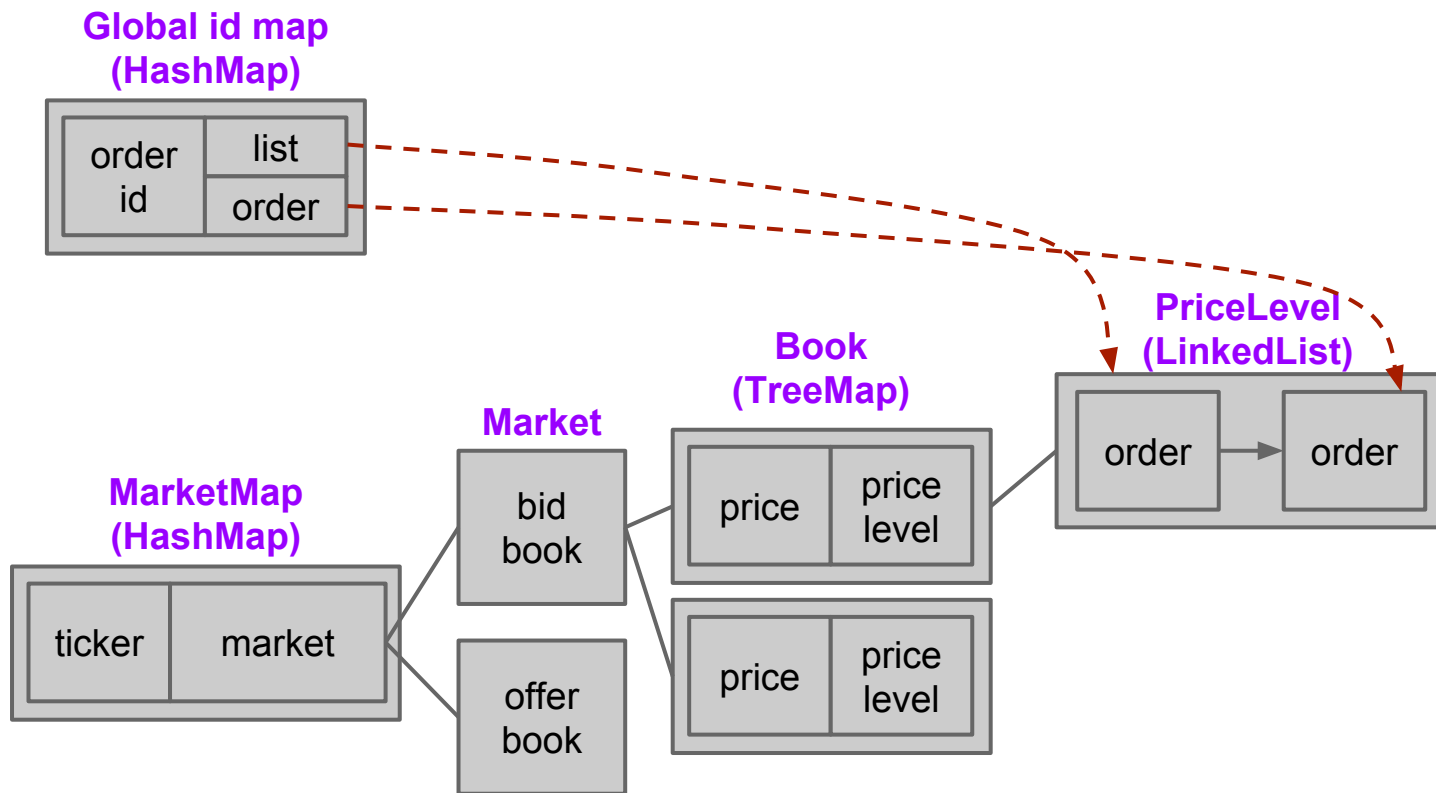 Global id map
(HashMap)
order
id
list
order
PriceLevel
(LinkedList)
order
order
Book
(TreeMap)
price
price
level
price
price
level
Market
bid
book
offer
book
MarketMap
(HashMap)
ticker
market